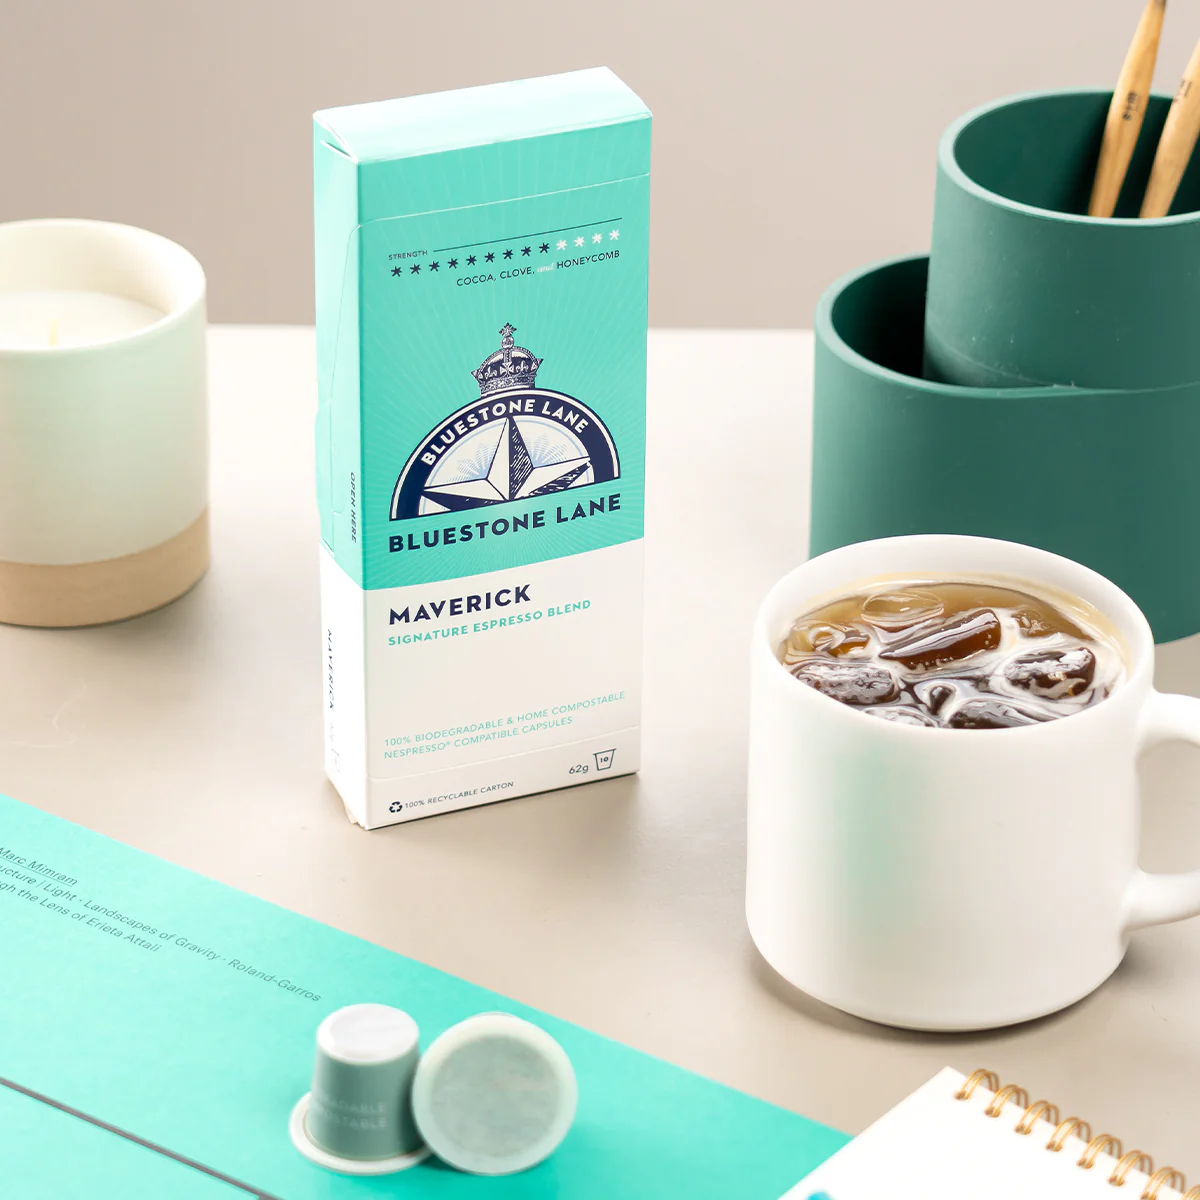 STRENGTH
COCOA, CLOVE, and HONEYCOMB
BLUESTONE LANE
BLUESTONE LANE
OPEN HERE
MAVERICK
SIGNATURE ESPRESSO BLEND
MAVERICK
100% BIODEGRADABLE & HOME COMPOSTABLE
NESPRESSO® COMPATIBLE CAPSULES
62g 10
100% RECYCLABLE CARTON
Marc Mimram
Light · Landscapes of Gravity · Roland-Garros
the Lens of Erieta Attali